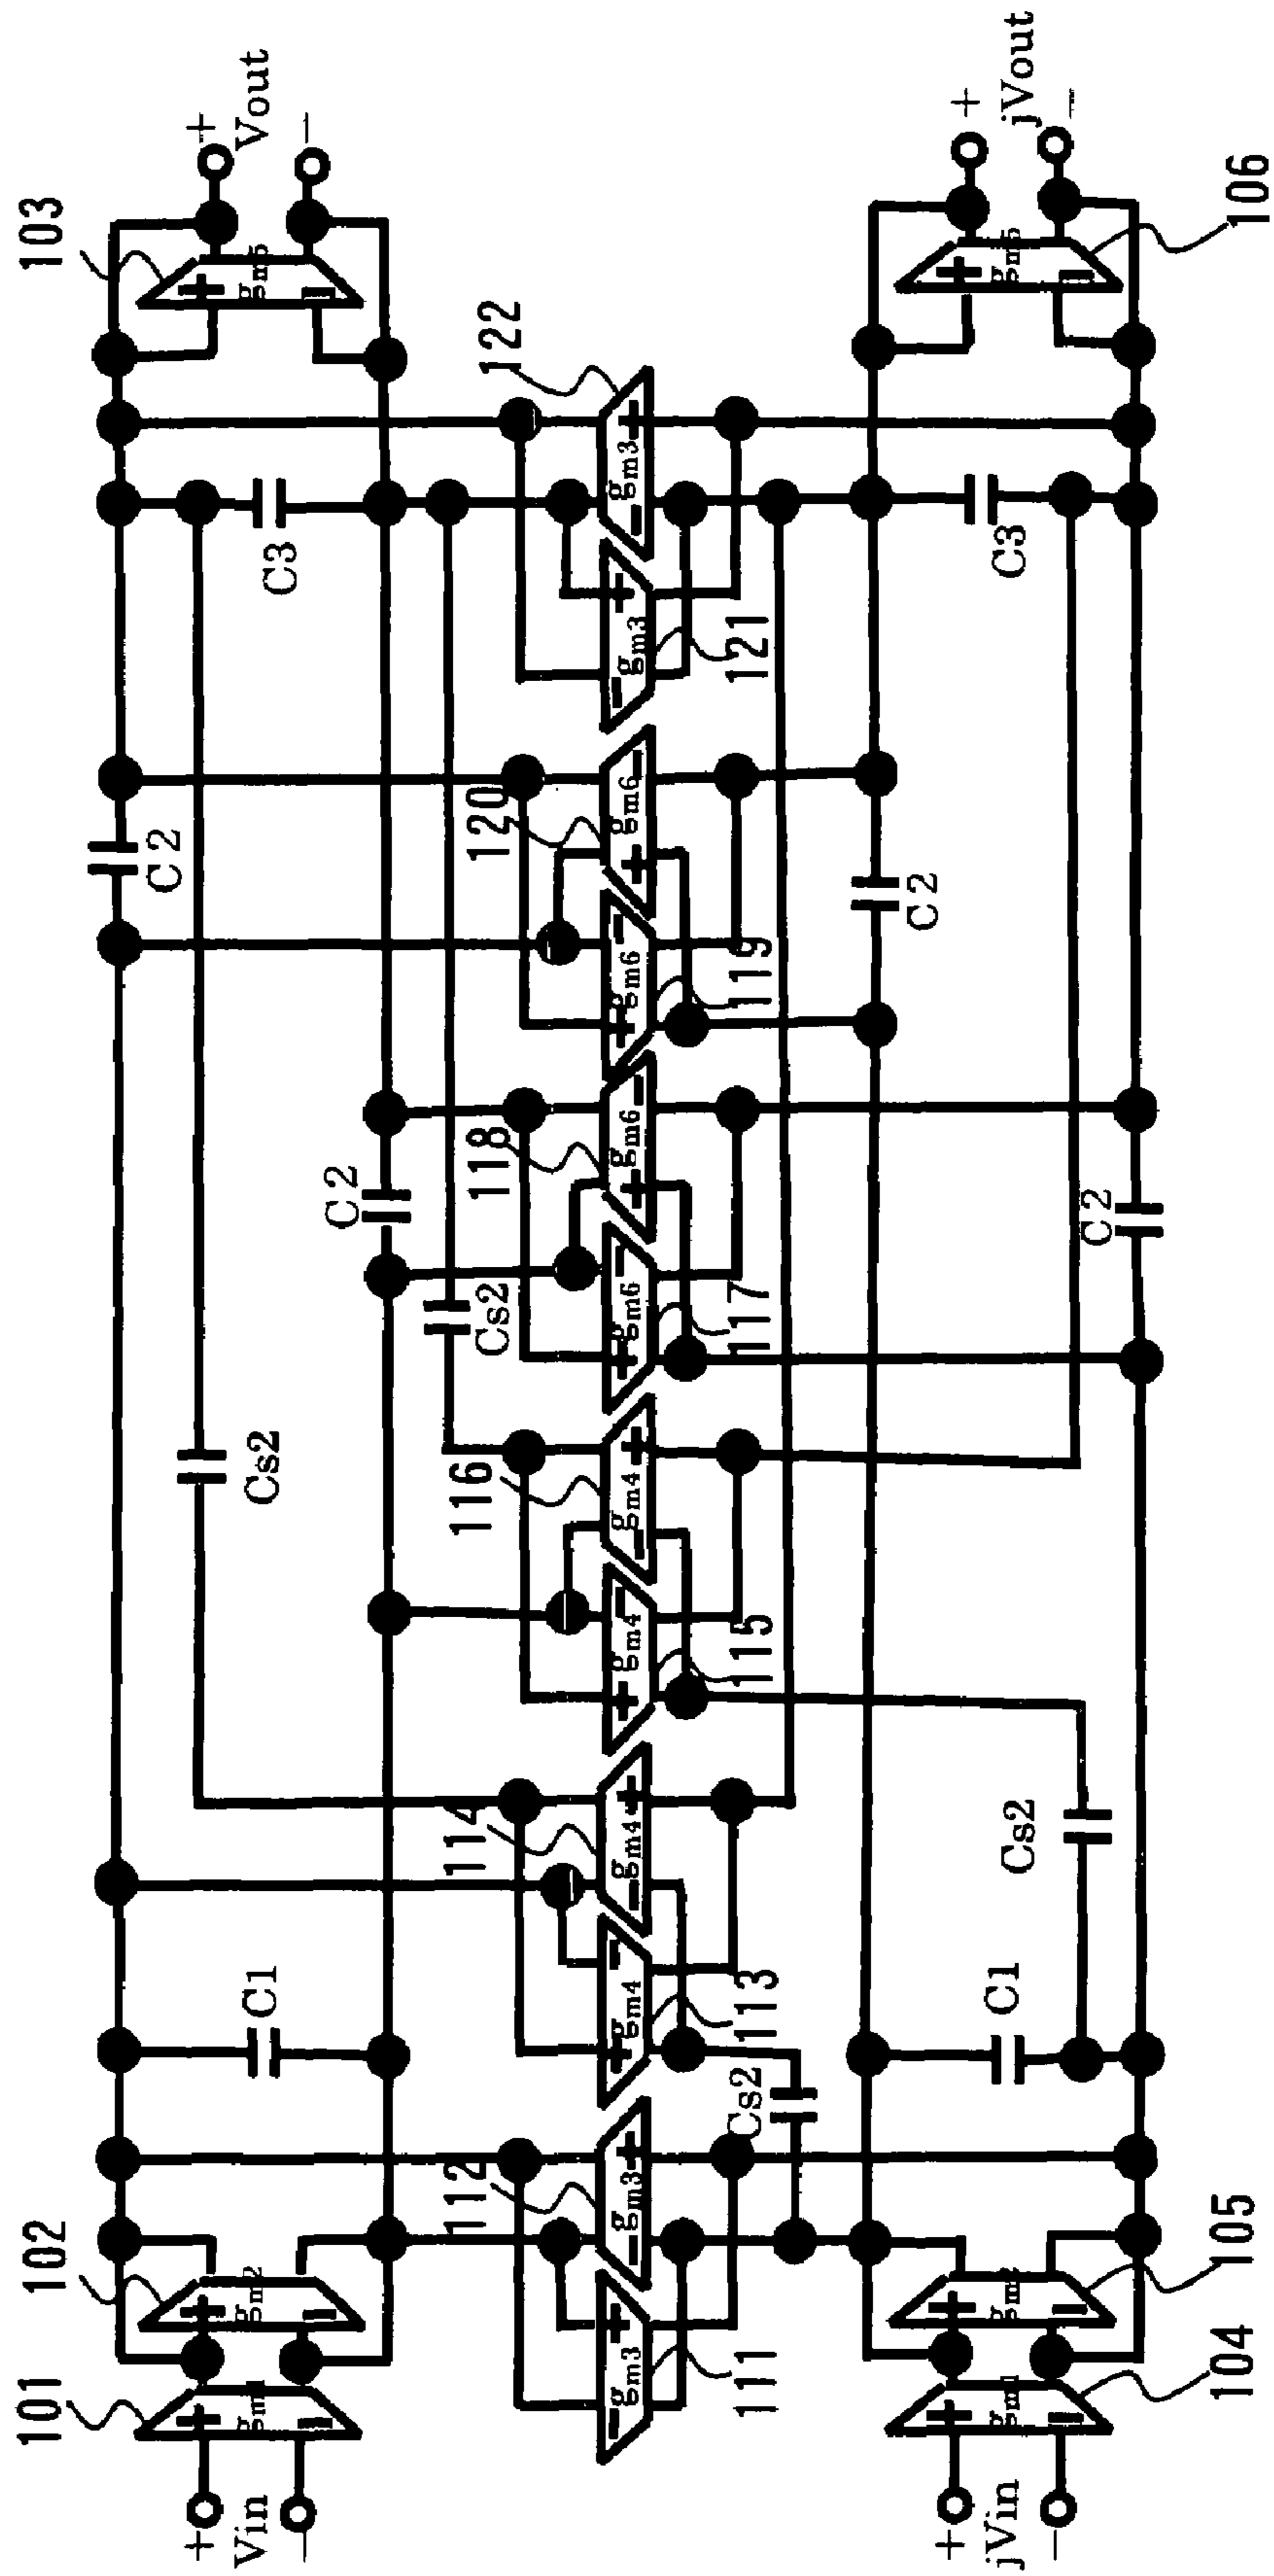 101
102
103
+
Vin
−
+
gm1
−
+
gm2
−
C1
Cs2
C2
C2
Cs2
C3
+
gm5
−
+
Vout
−
112
114
116
118
120
122
− gm3 +
− gm3 +
+ gm4 −
− gm4 +
+ gm4 −
− gm4 +
+ gm6 −
+ gm6 −
+ gm6 −
+ gm6 −
− gm3 +
− gm3 +
111
113
115
117
119
121
Cs2
+
jVin
−
+
gm1
−
+
gm2
−
C1
Cs2
C2
C2
C3
+
gm5
−
+
jVout
−
104
105
106